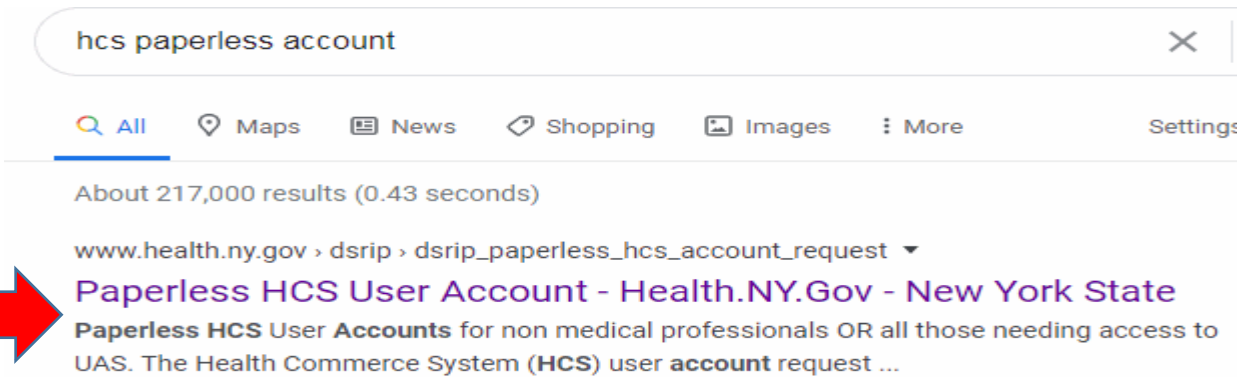 hcs paperless account
All Maps News Shopping Images More Settings
About 217,000 results (0.43 seconds)
www.health.ny.gov › dsrip › dsrip_paperless_hcs_account_request
Paperless HCS User Account - Health.NY.Gov - New York State
Paperless HCS User Accounts for non medical professionals OR all those needing access to
UAS. The Health Commerce System (HCS) user account request ...